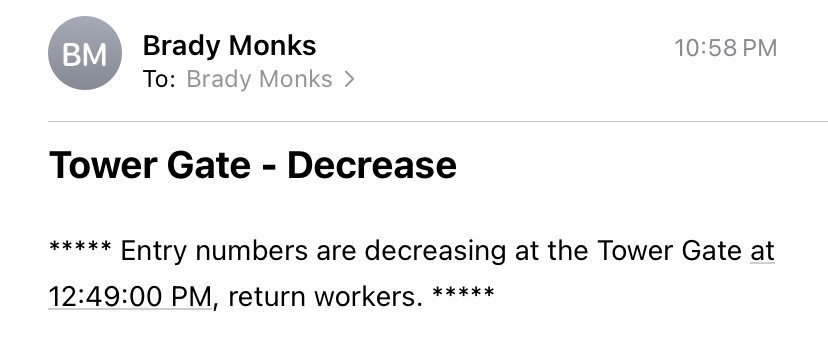 BM
Brady Monks
10:58 PM
To: Brady Monks >
Tower Gate - Decrease
***** Entry numbers are decreasing at the Tower Gate at
12:49:00 PM, return workers. *****